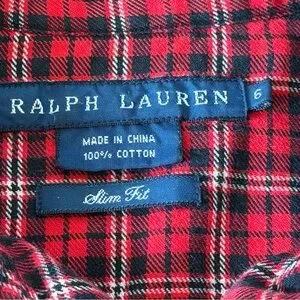 RALPH LAUREN 6
MADE IN CHINA
100% COTTON
Slim Fit